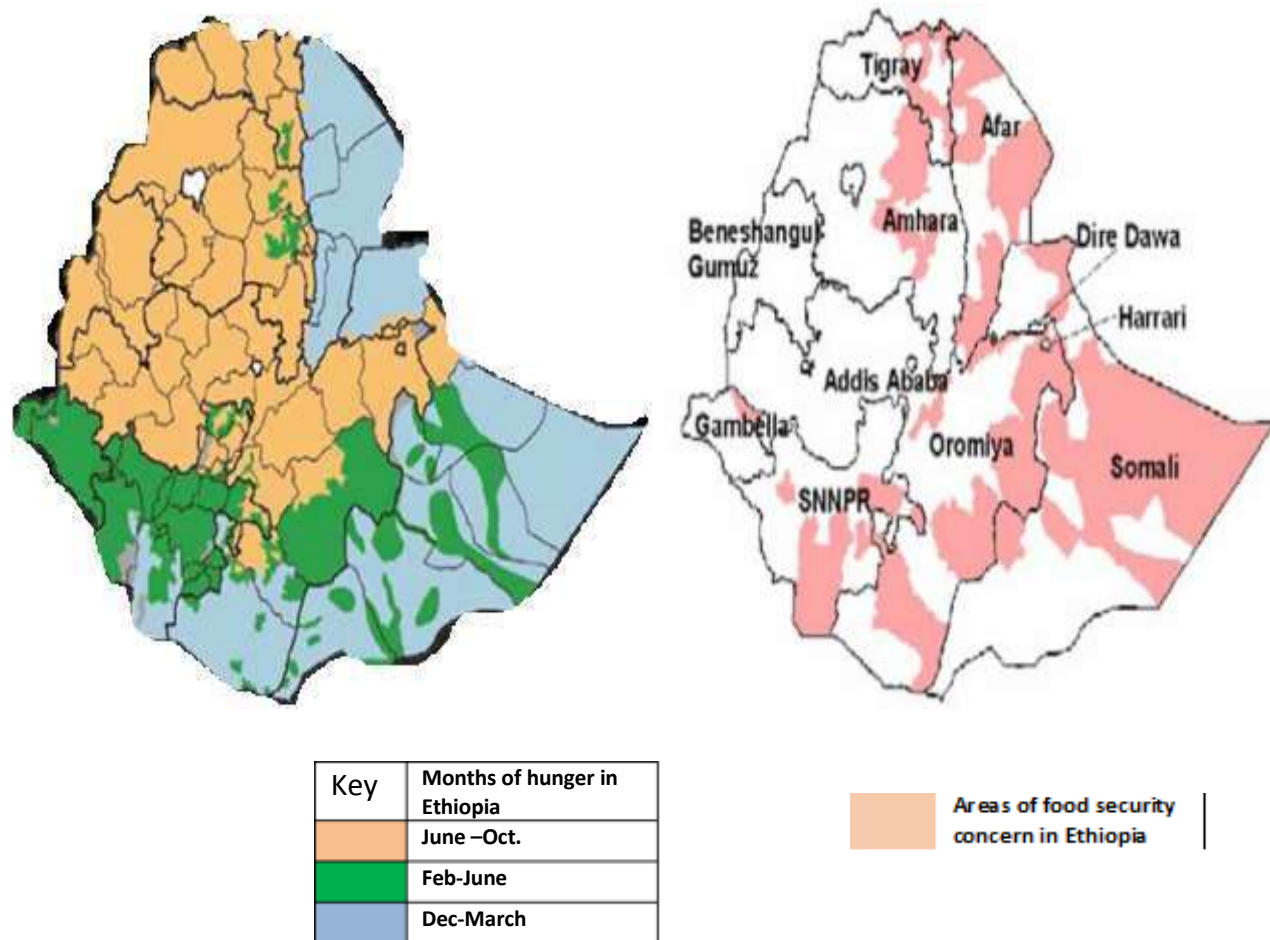 Tigray
Afar
Amhara
Beneshangul
Gumuz
Dire Dawa
Harrari
Addis Ababa
Gambella
Oromiya
Somali
SNNPR
Key
Months of hunger in
Ethiopia
June –Oct.
Feb-June
Dec-March
Areas of food security
concern in Ethiopia